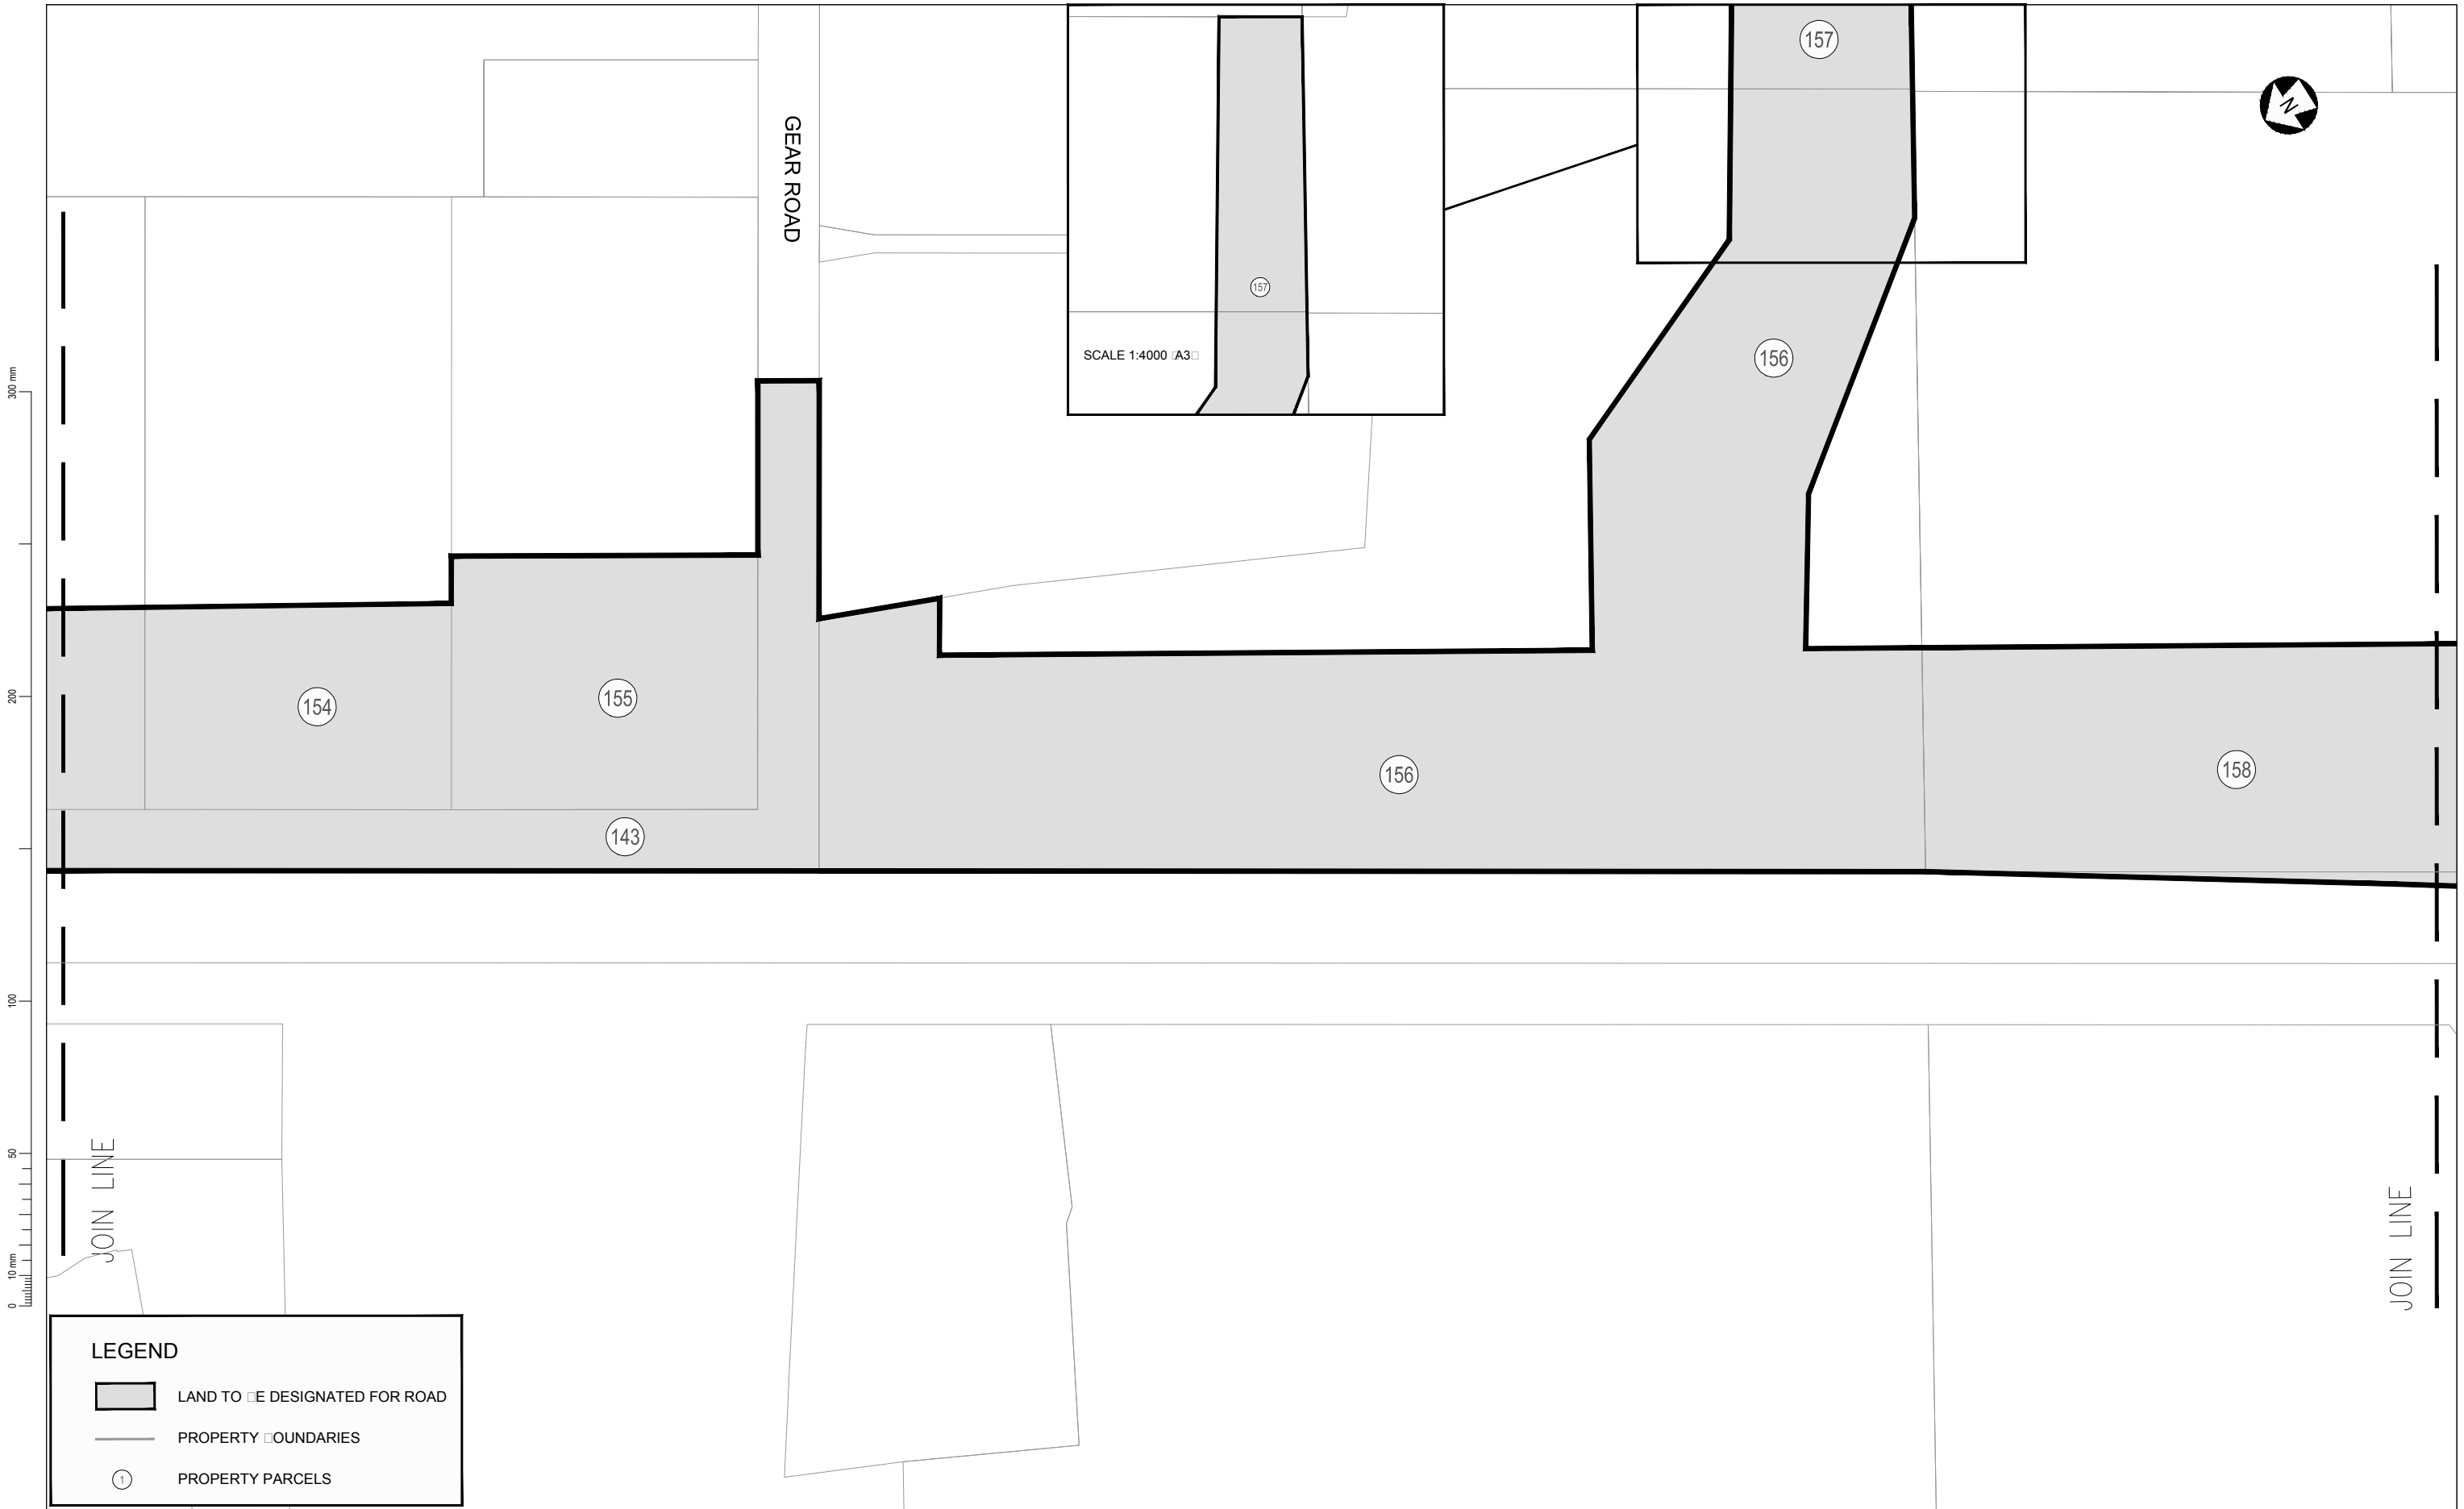 157
N
GEAR ROAD
157
SCALE 1:4000 □A3□
156
300 mm
154
155
200
156
158
143
100
50
JOIN LINE
JOIN LINE
10 mm
0
LEGEND
LAND TO □E DESIGNATED FOR ROAD
PROPERTY □OUNDARIES
1
PROPERTY PARCELS